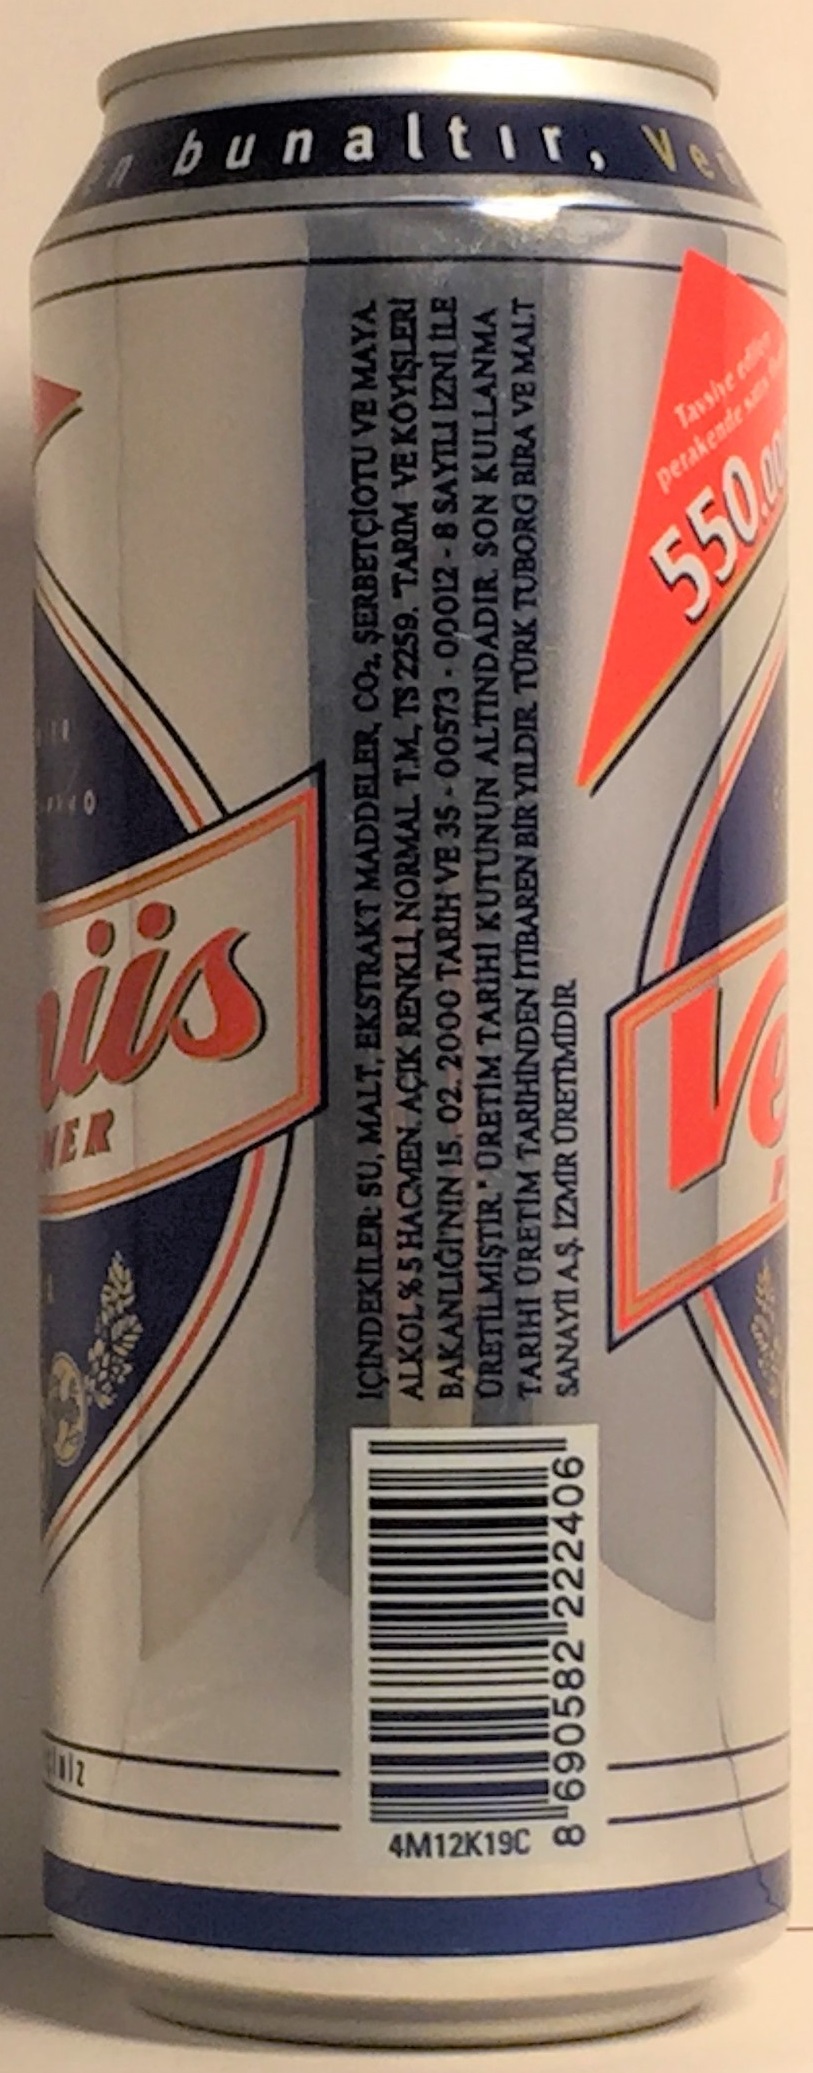 bunaltır, Ve
Tavsiye edilen
perakende satış
550.00
İÇİNDEKİLER: SU, MALT, EKSTRAKT MADDELER, CO₂, ŞERBETÇİOTU VE MAYA
ALKOL % 5 HACMEN. AÇIK RENKLİ, NORMAL. T.M., TS 2259. "TARIM VE KÖYİŞLERİ
BAKANLIĞI'NIN 15. 02. 2000 TARİH VE 35 - 00573 - 00012 - 8 SAYILI İZNİ İLE
ÜRETİLMİŞTİR." ÜRETİM TARİHİ KUTUNUN ALTINDADIR. SON KULLANMA
TARİHİ ÜRETİM TARİHİNDEN İTİBAREN BİR YILDIR. TÜRK TUBORG BİRA VE MALT
SANAYİİ A.Ş. İZMİR ÜRETİMİDİR
nüs
NER
Ve
P
8 690582 222406
4M12K19C